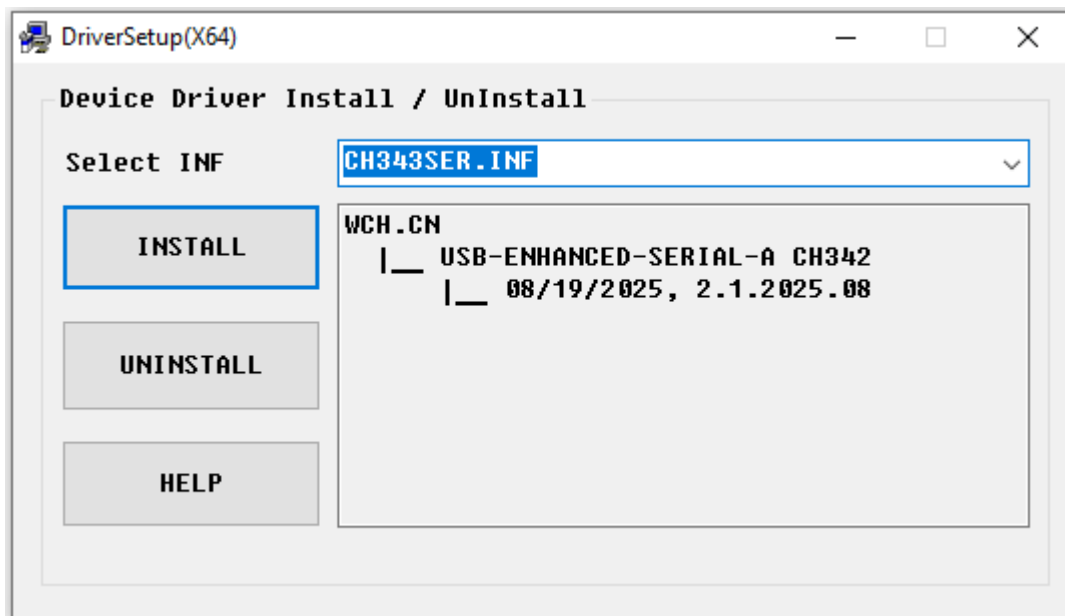 DriverSetup(X64)
Device Driver Install / UnInstall
Select INF
CH343SER.INF
INSTALL
WCH.CN
|__ USB-ENHANCED-SERIAL-A CH342
|__ 08/19/2025, 2.1.2025.08
UNINSTALL
HELP